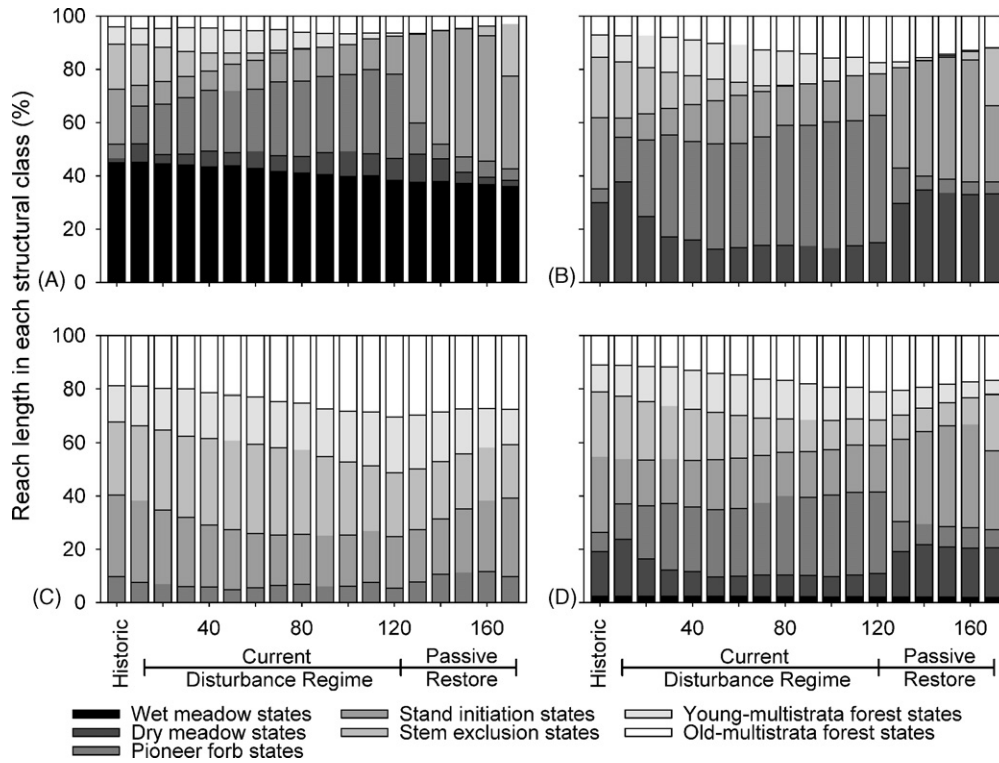 Reach length in each structural class (%)
100
80
60
40
20
0
(A)
(B)
100
80
60
40
20
0
(C)
(D)
Historic
40
80
120
160
Historic
40
80
120
160
Current
Passive
Disturbance Regime
Restore
Current
Passive
Disturbance Regime
Restore
Wet meadow states
Stand initiation states
Young-multistrata forest states
Dry meadow states
Stem exclusion states
Old-multistrata forest states
Pioneer forb states